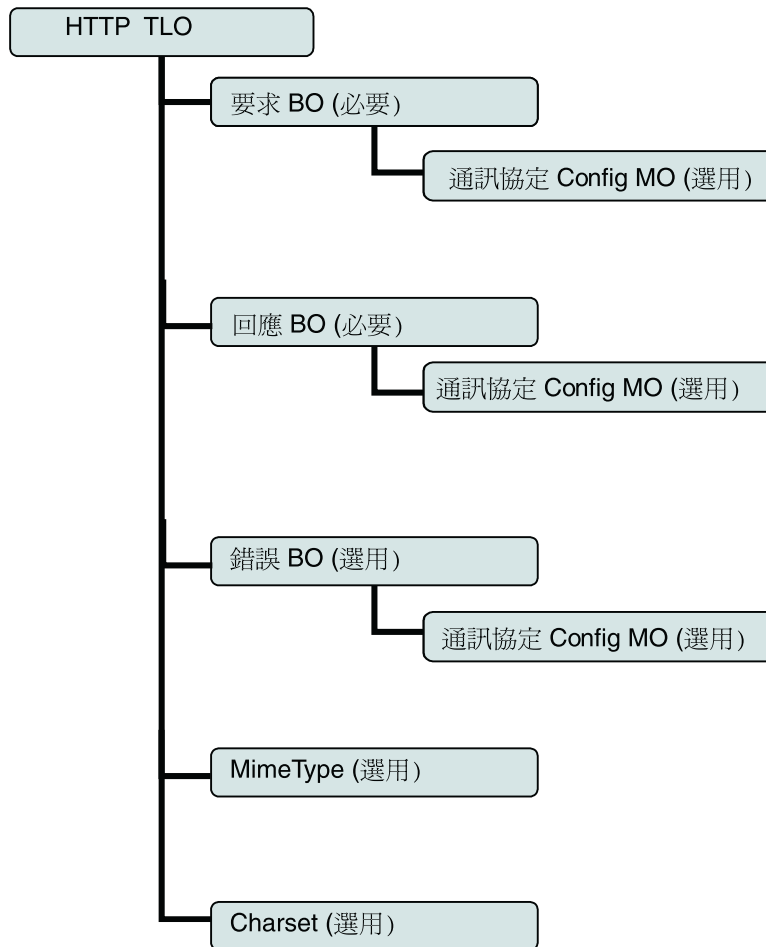 HTTP TLO
要求 BO (必要)
通訊協定 Config MO (選用)
回應 BO (必要)
通訊協定 Config MO (選用)
錯誤 BO (選用)
通訊協定 Config MO (選用)
MimeType (選用)
Charset (選用)